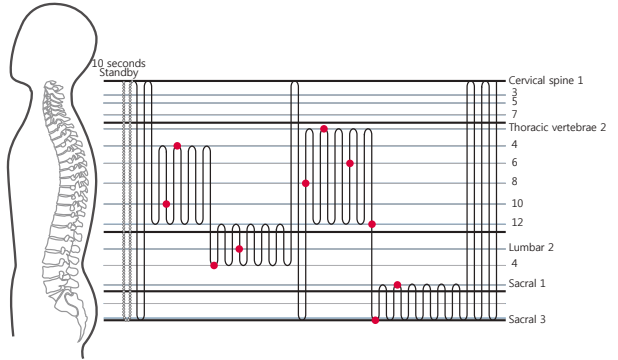 10 seconds
Standby
Cervical spine 1
3
5
7
Thoracic vertebrae 2
4
6
8
10
12
Lumbar 2
4
Sacral 1
Sacral 3